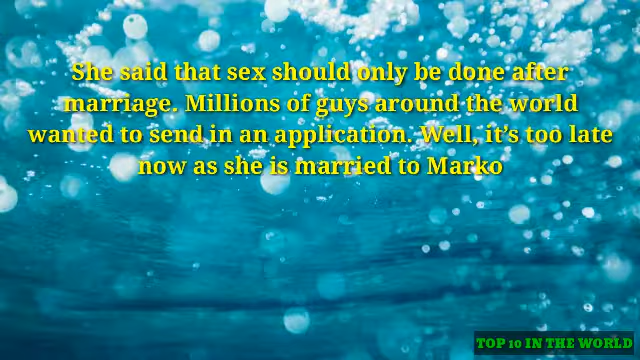 She said that sex should only be done after
marriage. Millions of guys around the world
wanted to send in an application. Well, it's too late
now as she is married to Marko
TOP 10 IN THE WORLD